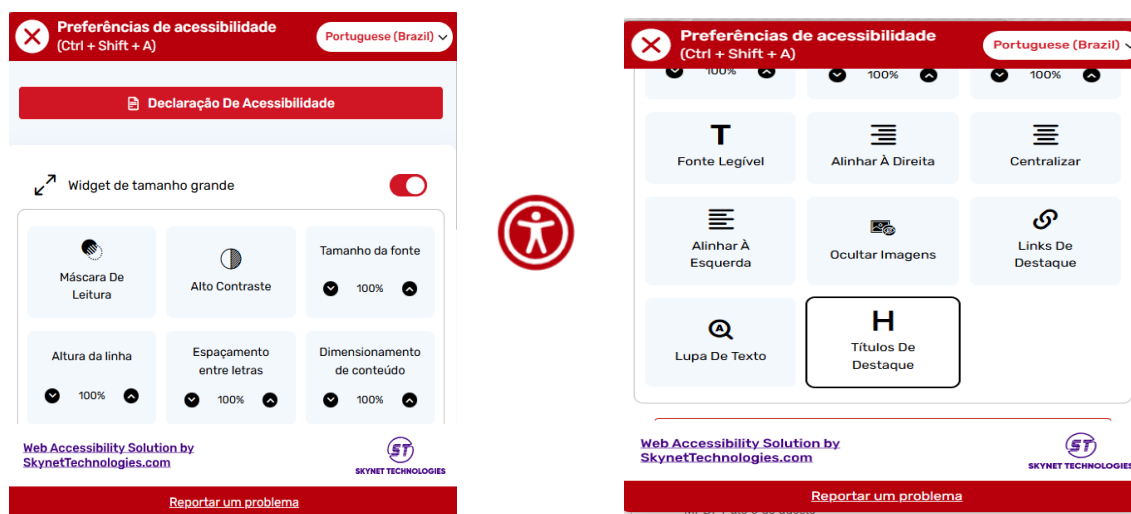 Preferências de acessibilidade
(Ctrl + Shift + A)
Portuguese (Brazil)
Declaração De Acessibilidade
Widget de tamanho grande
Máscara De
Leitura
Alto Contraste
Tamanho da fonte
100%
Altura da linha
100%
Espaçamento
entre letras
100%
Dimensionamento
de conteúdo
100%
Web Accessibility Solution by
SkynetTechnologies.com
ST
SKYNET TECHNOLOGIES
Reportar um problema
Preferências de acessibilidade
(Ctrl + Shift + A)
Portuguese (Brazil)
100%
100%
100%
T
Fonte Legível
Alinhar À Direita
Centralizar
Alinhar À
Esquerda
Ocultar Imagens
Links De
Destaque
A
Lupa De Texto
H
Títulos De
Destaque
Web Accessibility Solution by
SkynetTechnologies.com
ST
SKYNET TECHNOLOGIES
Reportar um problema